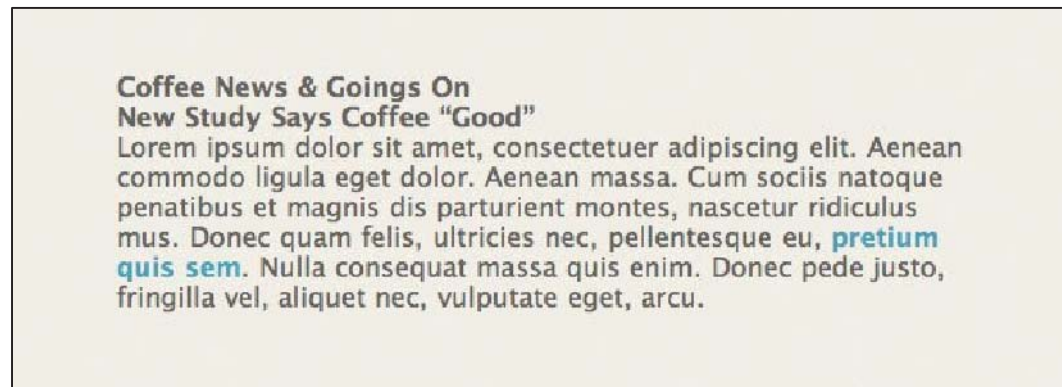 Coffee News & Goings On
New Study Says Coffee “Good”
Lorem ipsum dolor sit amet, consectetuer adipiscing elit. Aenean
commodo ligula eget dolor. Aenean massa. Cum sociis natoque
penatibus et magnis dis parturient montes, nascetur ridiculus
mus. Donec quam felis, ultricies nec, pellentesque eu, pretium
quis sem. Nulla consequat massa quis enim. Donec pede justo,
fringilla vel, aliquet nec, vulputate eget, arcu.